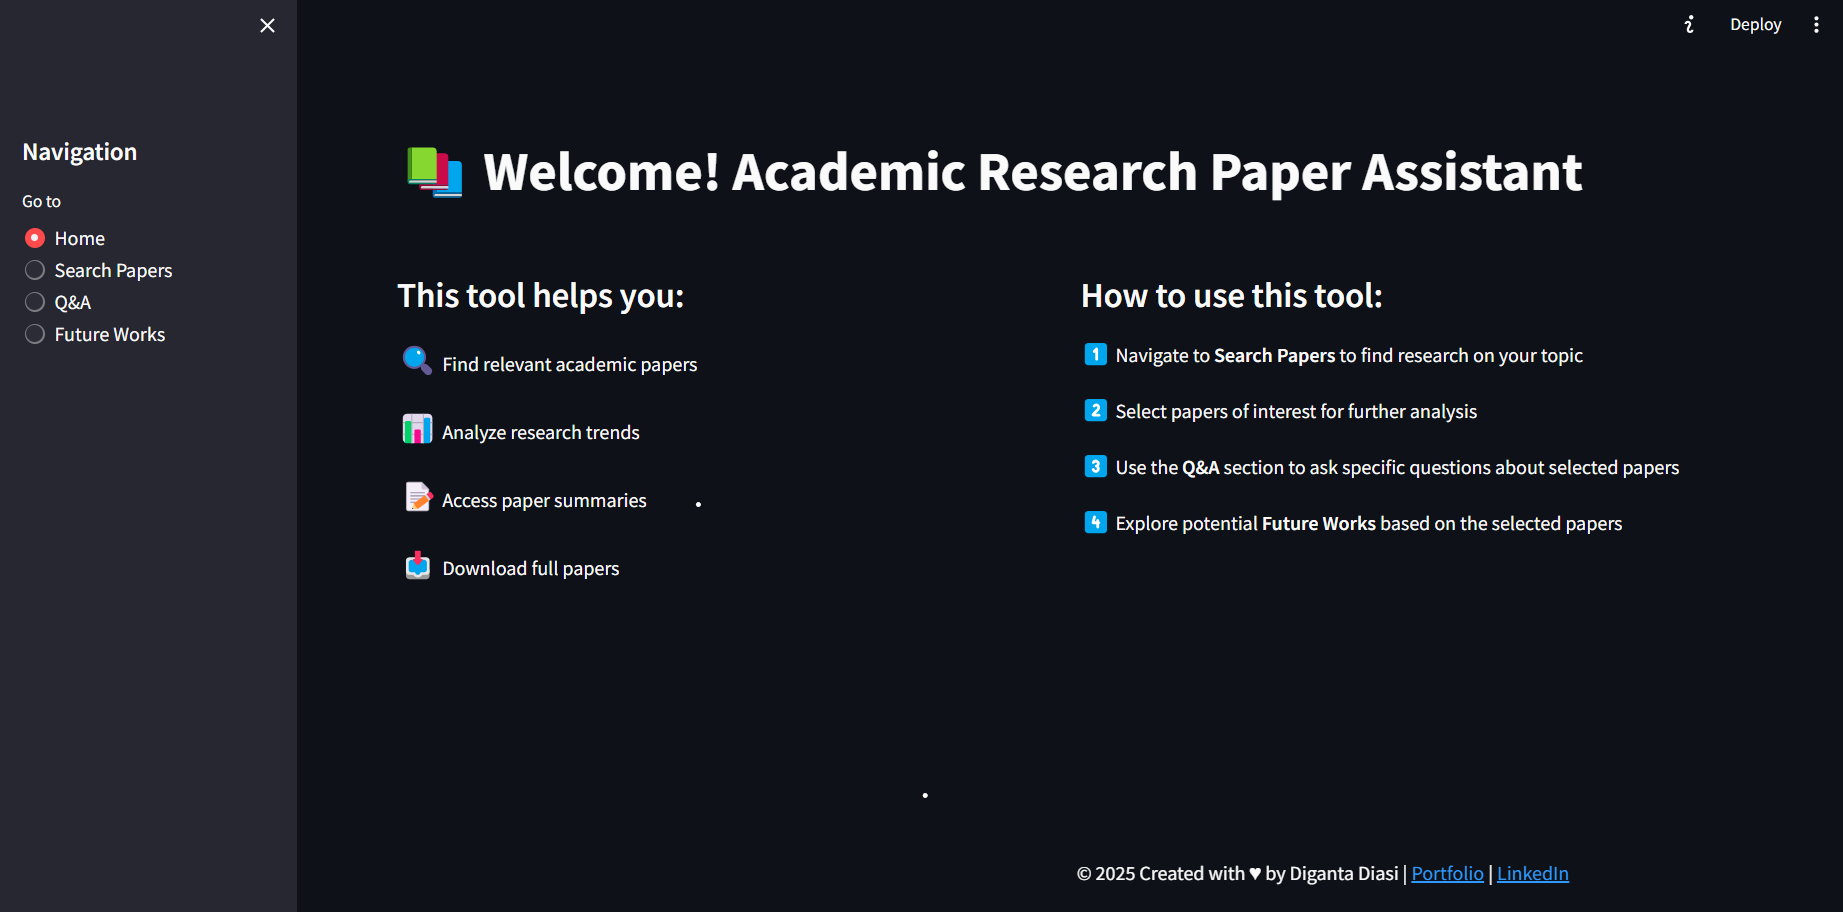 Deploy
Navigation
Go to
Home
Search Papers
Q&A
Future Works
Welcome! Academic Research Paper Assistant
This tool helps you:
Find relevant academic papers
Analyze research trends
Access paper summaries
Download full papers
How to use this tool:
1 Navigate to Search Papers to find research on your topic
2 Select papers of interest for further analysis
3 Use the Q&A section to ask specific questions about selected papers
4 Explore potential Future Works based on the selected papers
© 2025 Created with ♥ by Diganta Diasi | Portfolio | LinkedIn